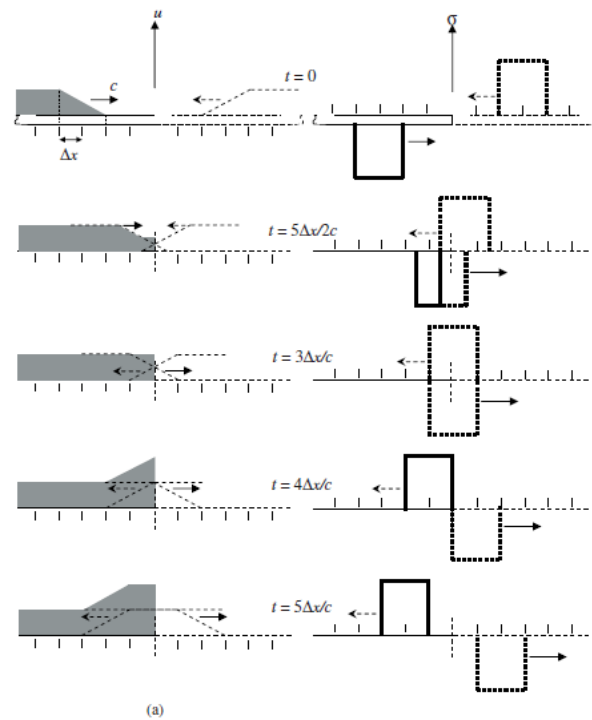 u
σ
c
t = 0
Δx
t = 5Δx/2c
t = 3Δx/c
t = 4Δx/c
t = 5Δx/c
(a)